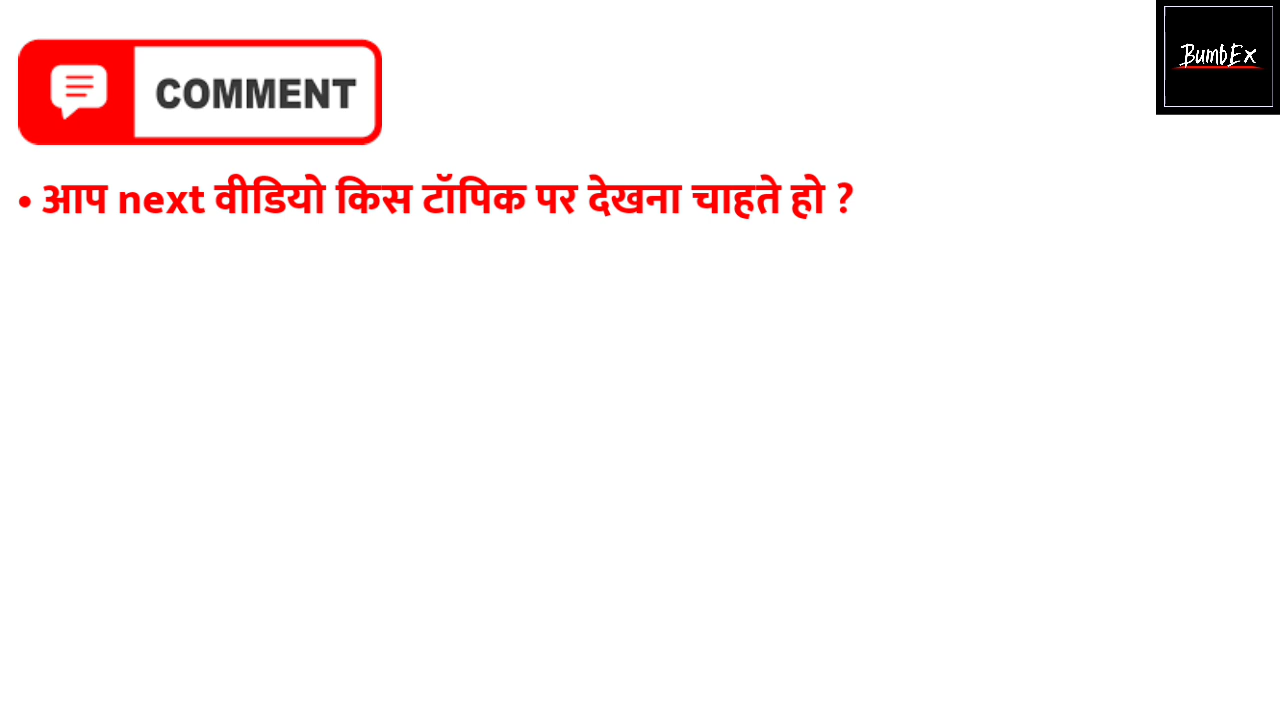 COMMENT
BumbEx
• आप next वीडियो किस टॉपिक पर देखना चाहते हो ?